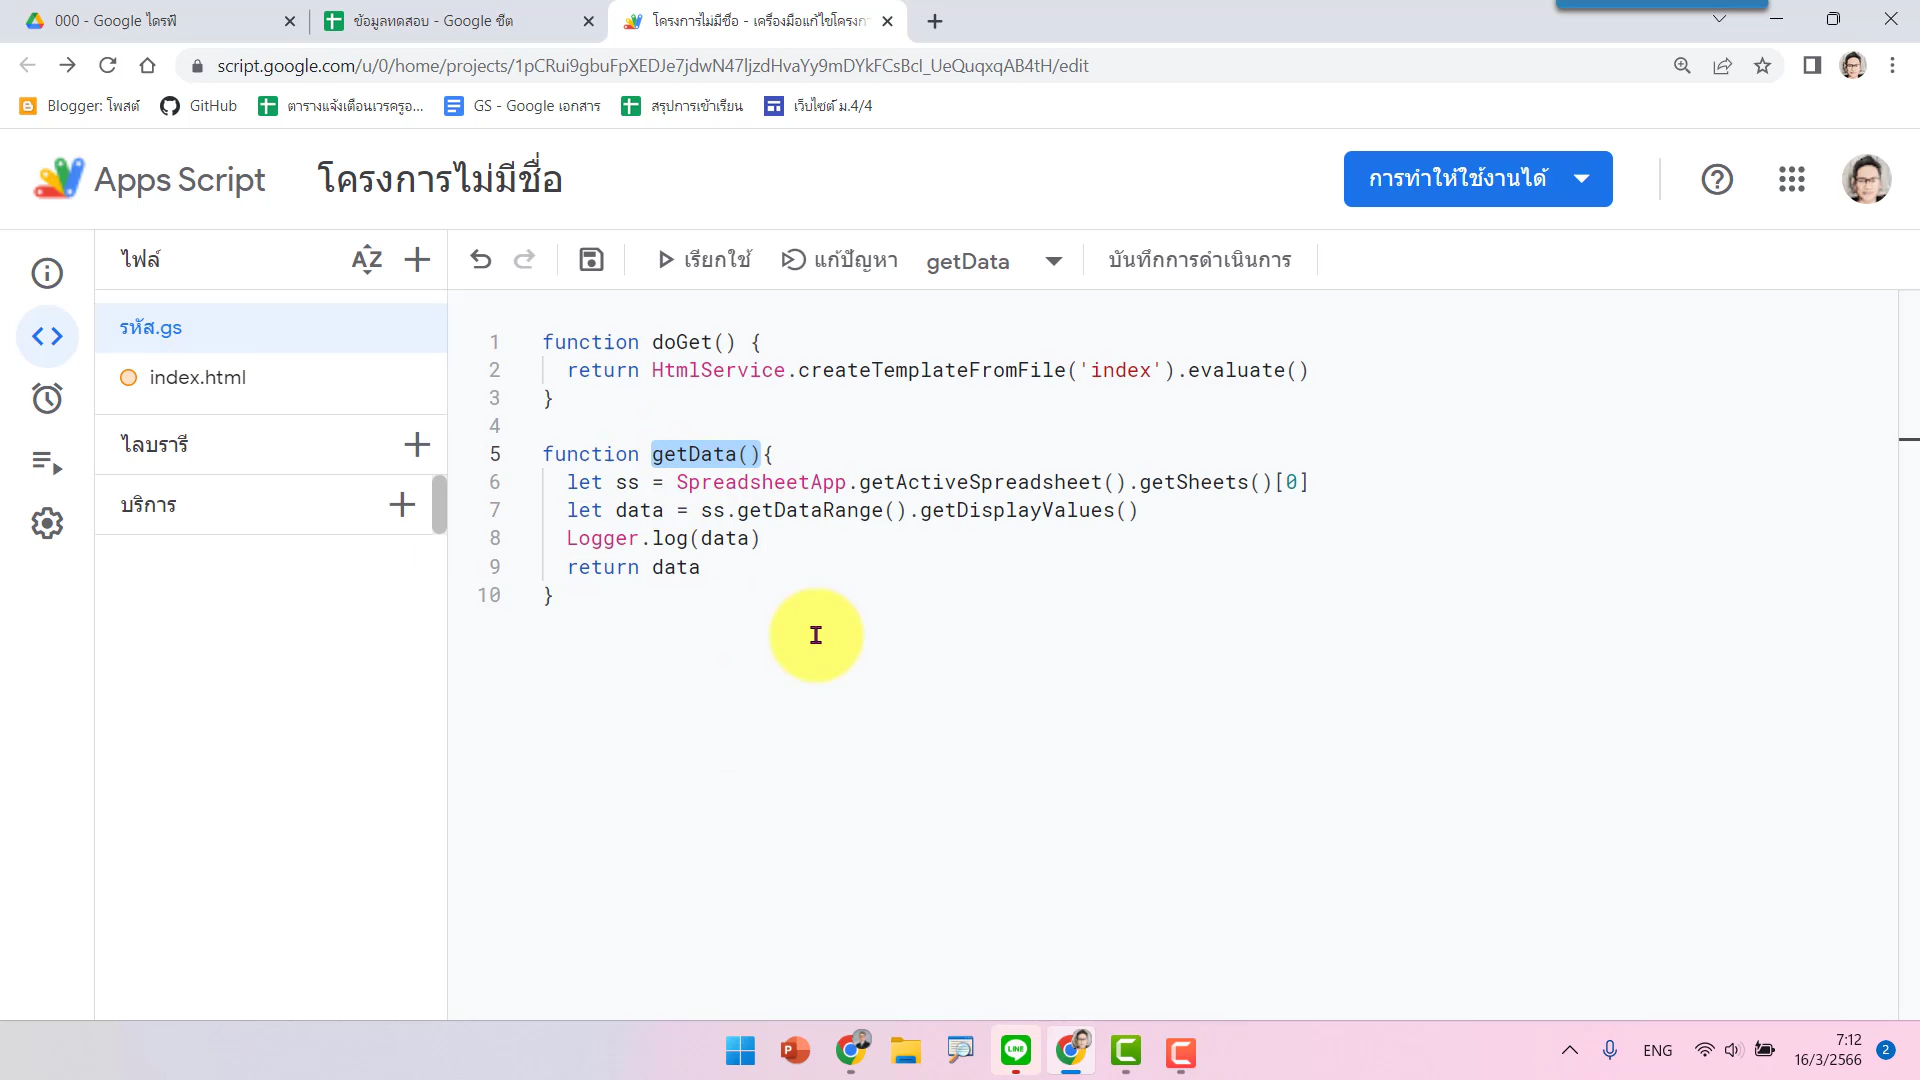 000 - Google ไดรฟ์
ข้อมูลทดสอบ - Google ชีต
โครงการไม่มีชื่อ - เครื่องมือแก้ไขโครงกา
script.google.com/u/0/home/projects/1pCRui9gbuFpXEDJe7jdwN47ljzdHvaYy9mDYkFCsBcI_UeQuqxqAB4tH/edit
Blogger: โพสต์
GitHub
ตารางแจ้งเตือนเวรครูอ...
GS - Google เอกสาร
สรุปการเข้าเรียน
เว็บไซต์ ม.4/4
Apps Script
โครงการไม่มีชื่อ
การทำให้ใช้งานได้
ไฟล์
AZ
เรียกใช้
แก้ปัญหา
getData
บันทึกการดำเนินการ
รหัส.gs
index.html
ไลบรารี
บริการ
1 function doGet() {
2 return HtmlService.createTemplateFromFile('index').evaluate()
3 }
4
5 function getData(){
6 let ss = SpreadsheetApp.getActiveSpreadsheet().getSheets()[0]
7 let data = ss.getDataRange().getDisplayValues()
8 Logger.log(data)
9 return data
10 }
P
LINE
C
C
ENG
7:12
16/3/2566
2